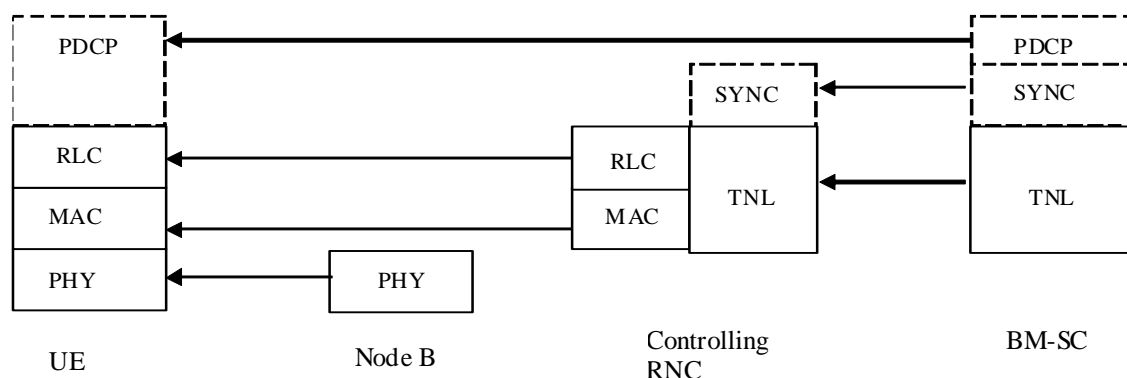 PDCP
PDCP
SYNC
SYNC
RLC
RLC
TNL
TNL
MAC
MAC
PHY
PHY
UE
Node B
Controlling
RNC
BM-SC